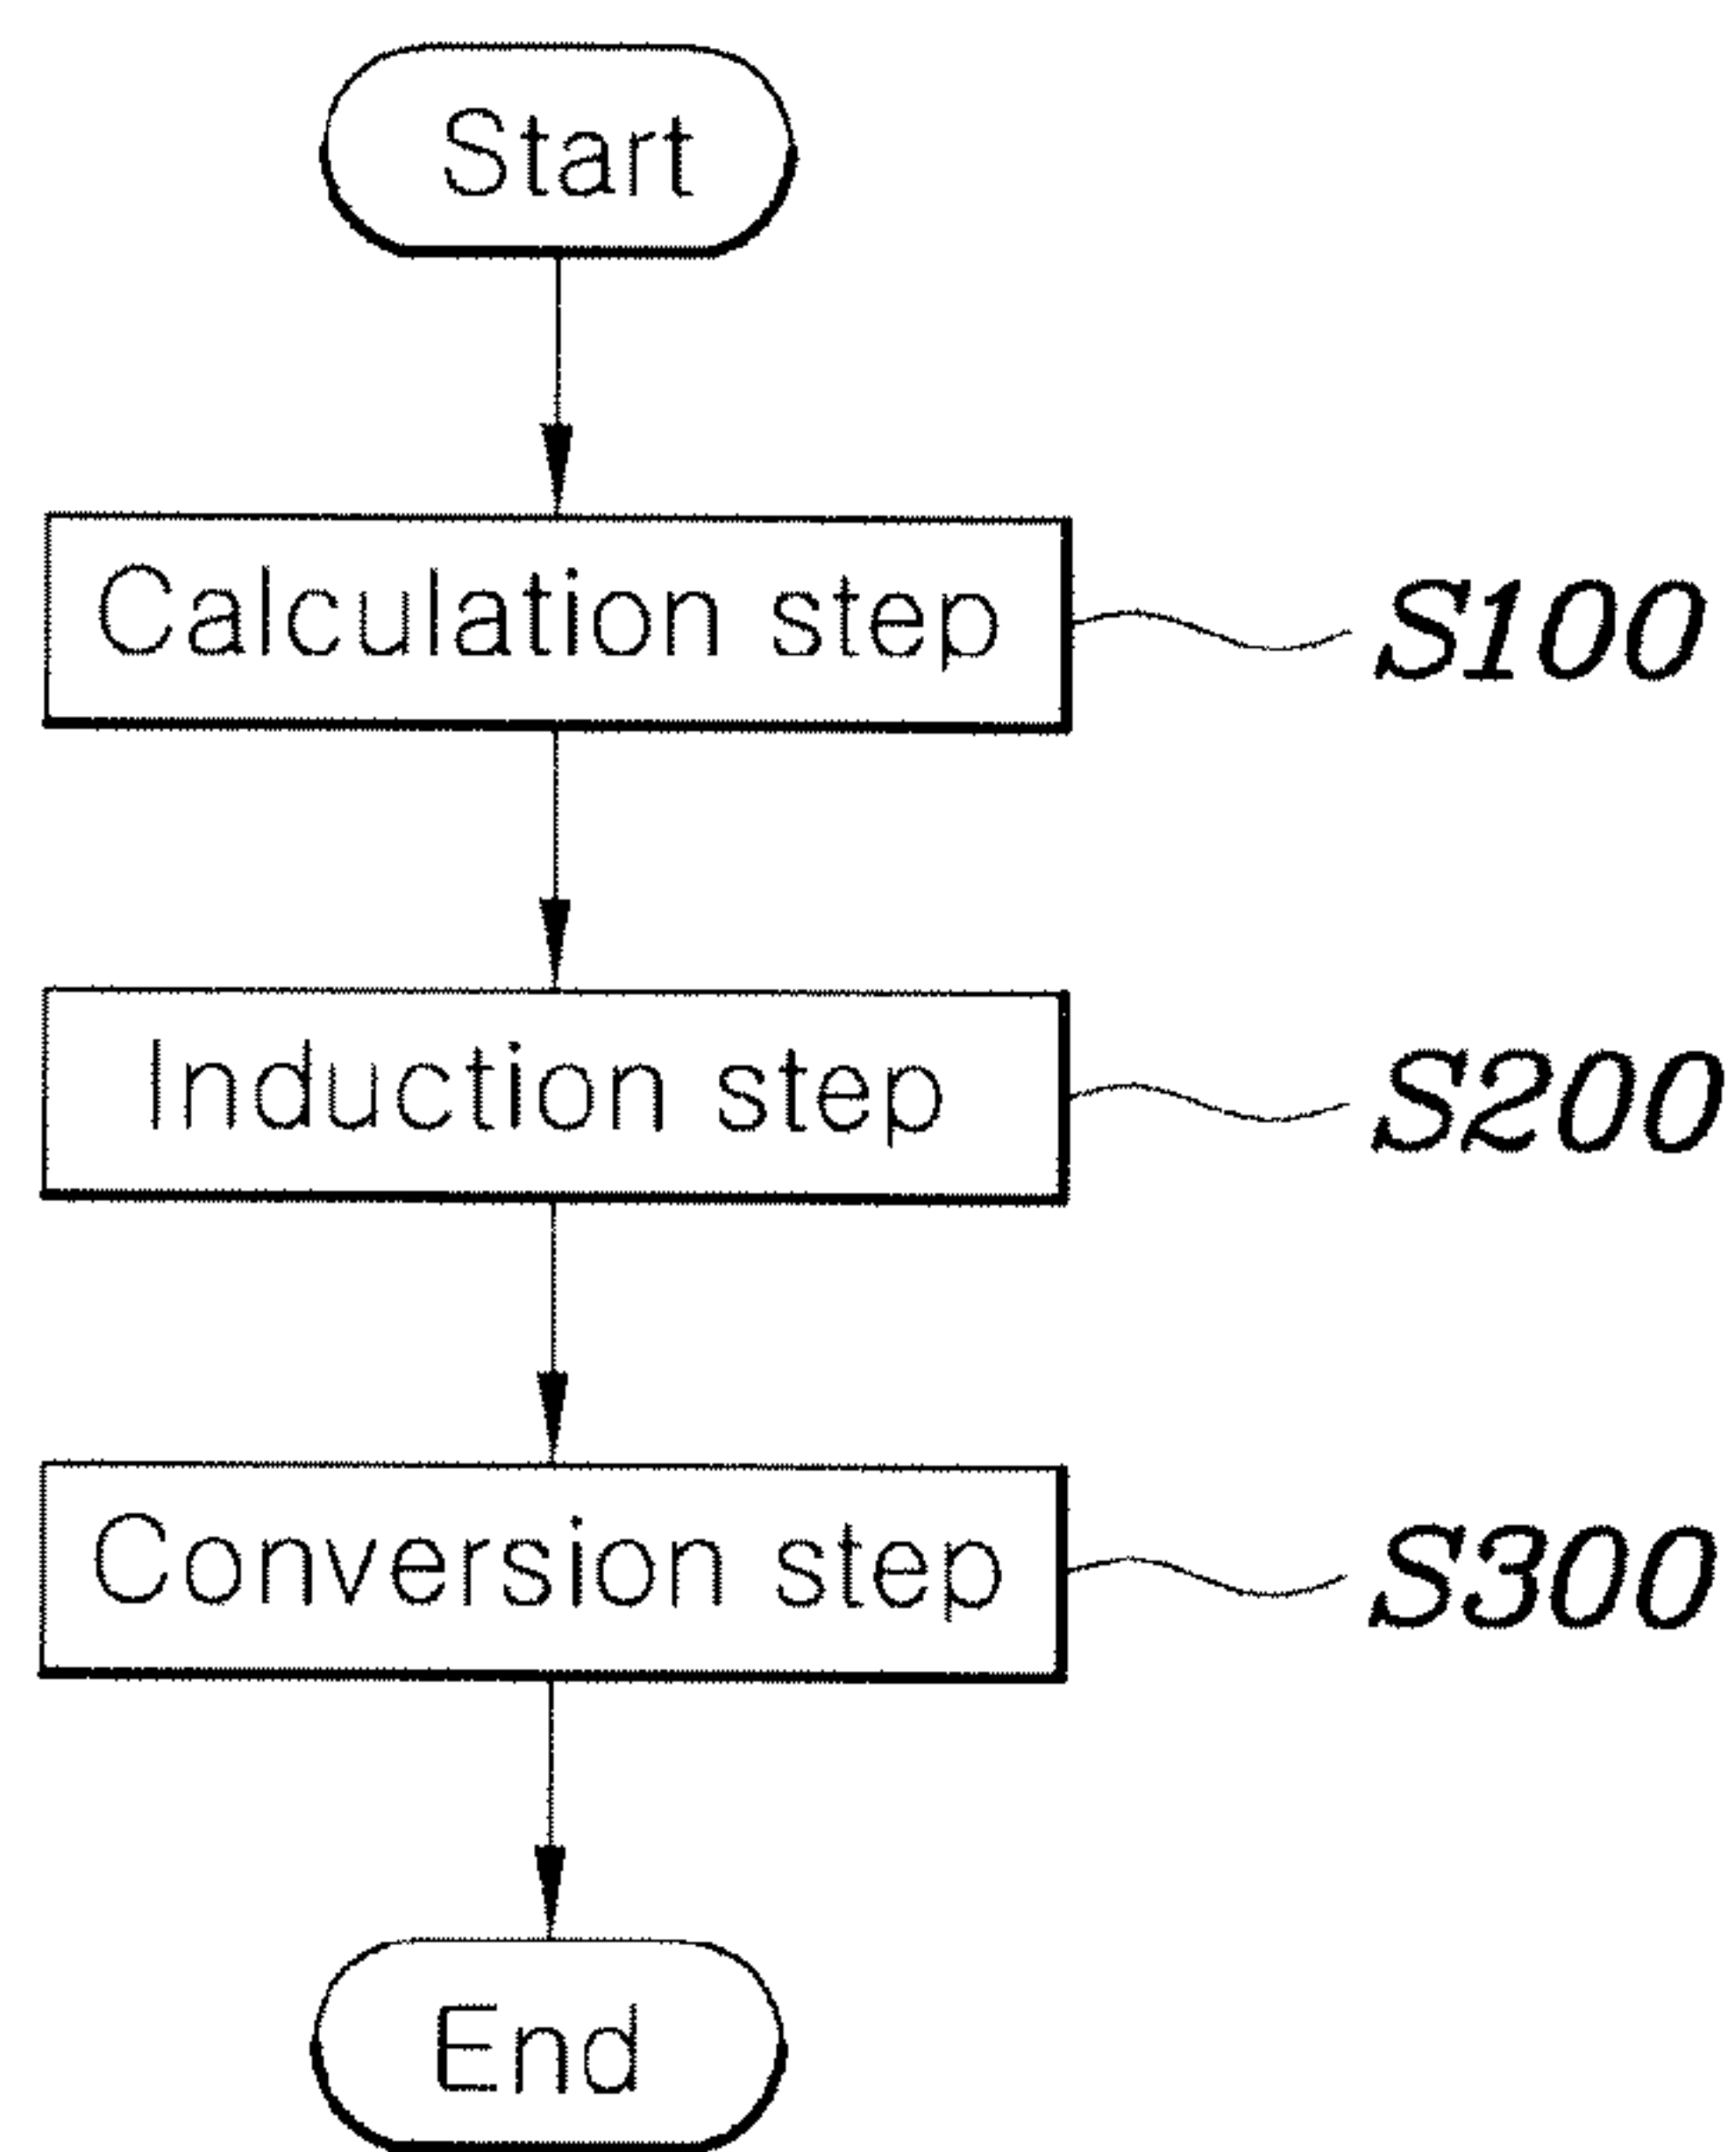 Start
Calculation step S100
Induction step S200
Conversion step S300
End